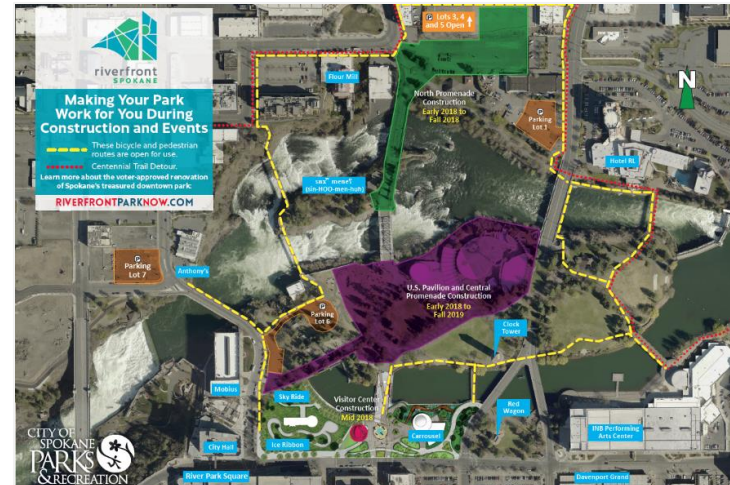 riverfront
SPOKANE
Making Your Park
Work for You During
Construction and Events
These bicycle and pedestrian
routes are open for use.
Centennial Trail Detour.
Learn more about the voter-approved renovation
of Spokane's treasured downtown park:
RIVERFRONTPARKNOW.COM
P Lots 3, 4
and 5 Open
Flour Mill
North Promenade
Construction
Early 2018 to
Fall 2018
P
Parking
Lot 1
N
Hotel RL
(sin-HOO-men-huh)
P
Parking
Lot 7
Anthony's
U.S. Pavilion and Central
Promenade Construction
Early 2018 to
Fall 2019
P
Parking
Lot 6
Clock
Tower
Mobius
Sky Ride
Visitor Center
Construction
Mid 2018
Red
Wagon
Carrousel
INB Performing
Arts Center
City Hall
Ice Ribbon
CITY OF
SPOKANE
PARKS
& RECREATION
River Park Square
Davenport Grand